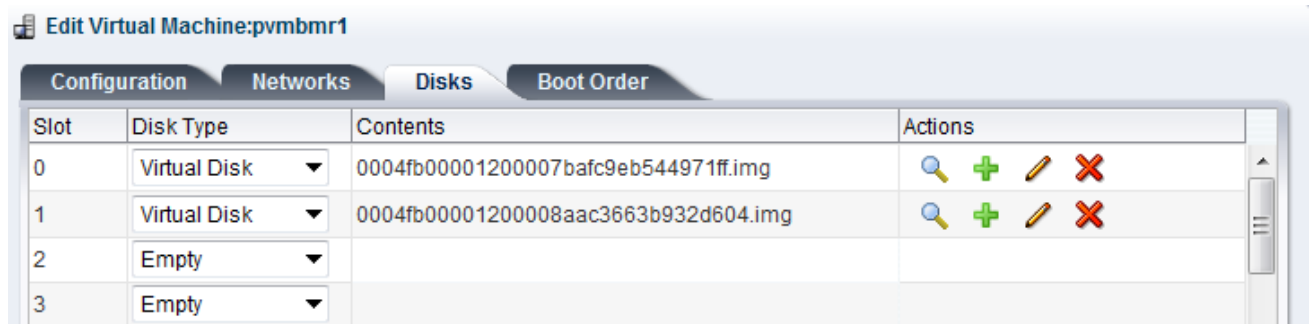 Edit Virtual Machine:pvmbmr1
Configuration Networks Disks Boot Order
Slot Disk Type Contents Actions
0 Virtual Disk 0004fb00001200007bafc9eb544971ff.img
1 Virtual Disk 0004fb00001200008aac3663b932d604.img
2 Empty
3 Empty